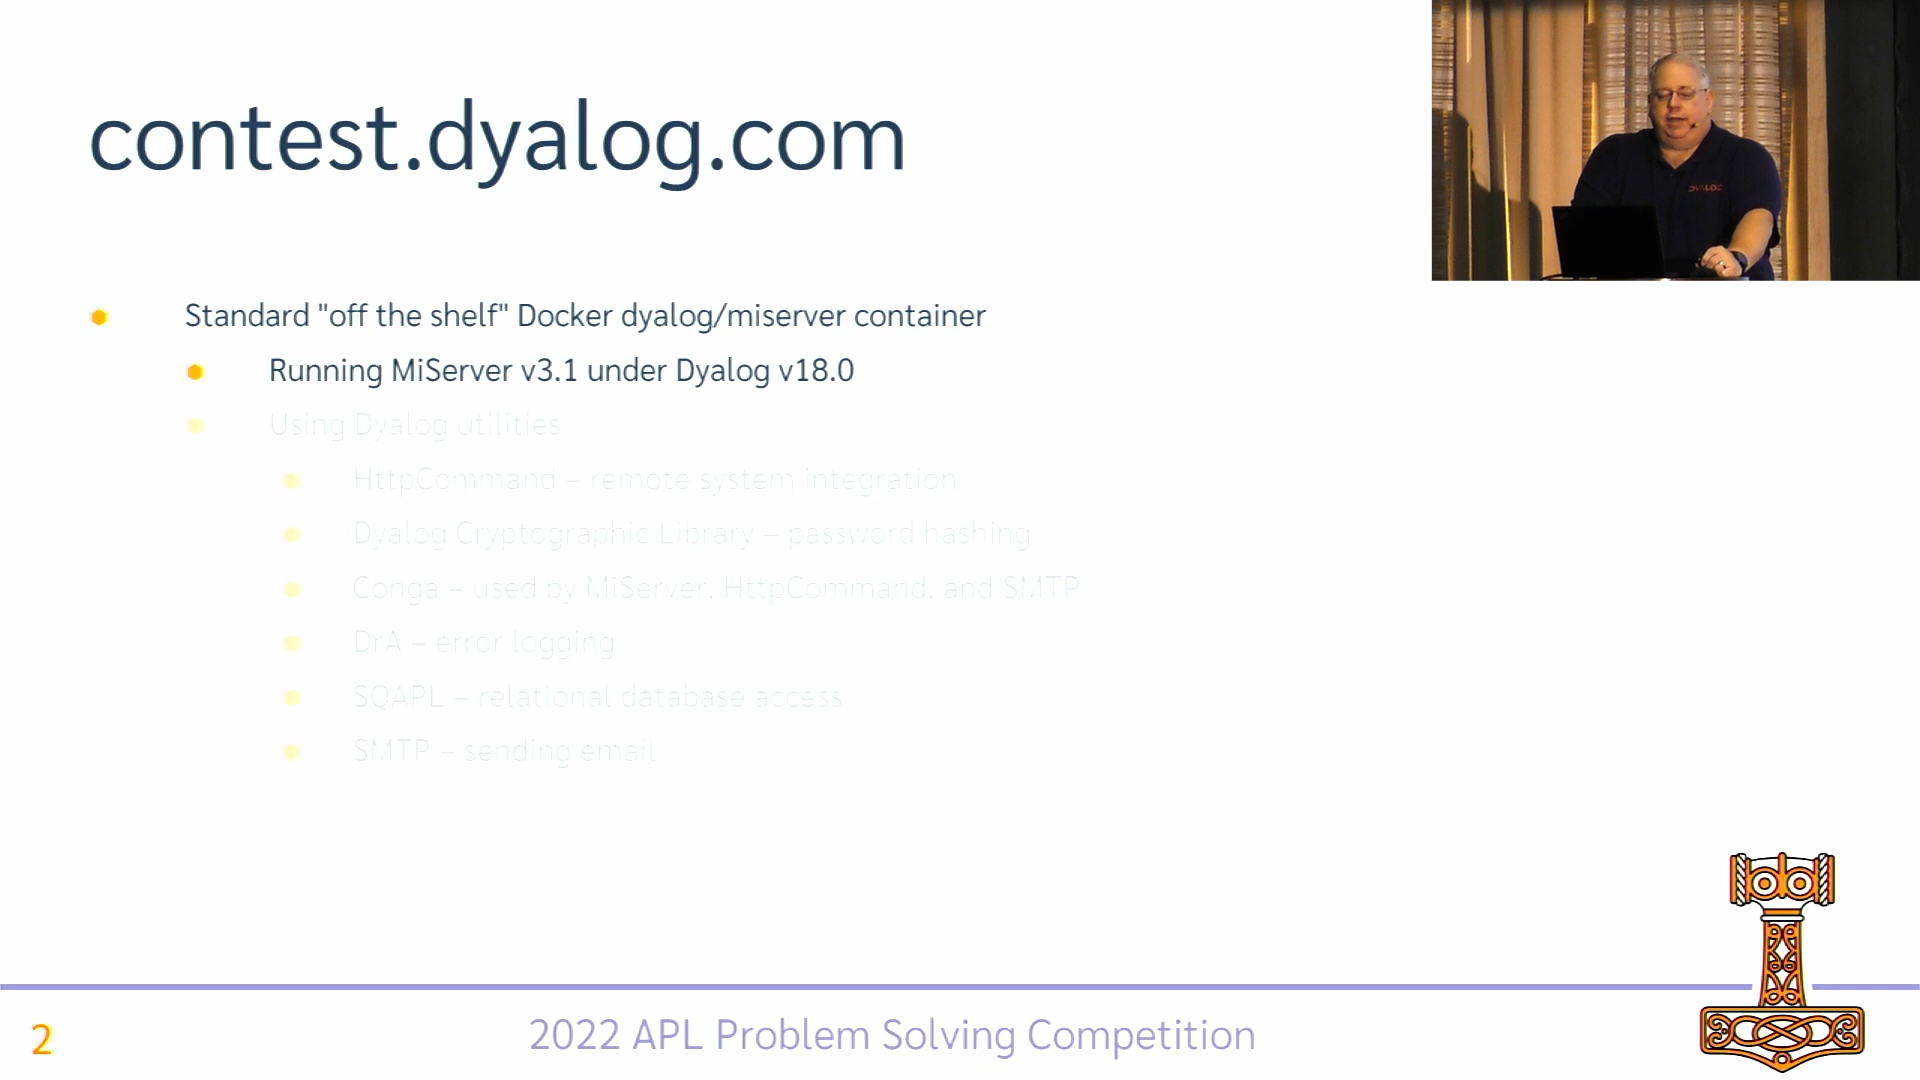 contest.dyalog.com
Standard "off the shelf" Docker dyalog/miserver container
Running MiServer v3.1 under Dyalog v18.0
Using Dyalog utilities
HttpCommand – remote system integration
Dyalog Cryptographic Library – password hashing
Conga – used by MiServer, HttpCommand, and SMTP
DrA – error logging
SQAPL – relational database access
SMTP – sending email
DYALOG
2 2022 APL Problem Solving Competition